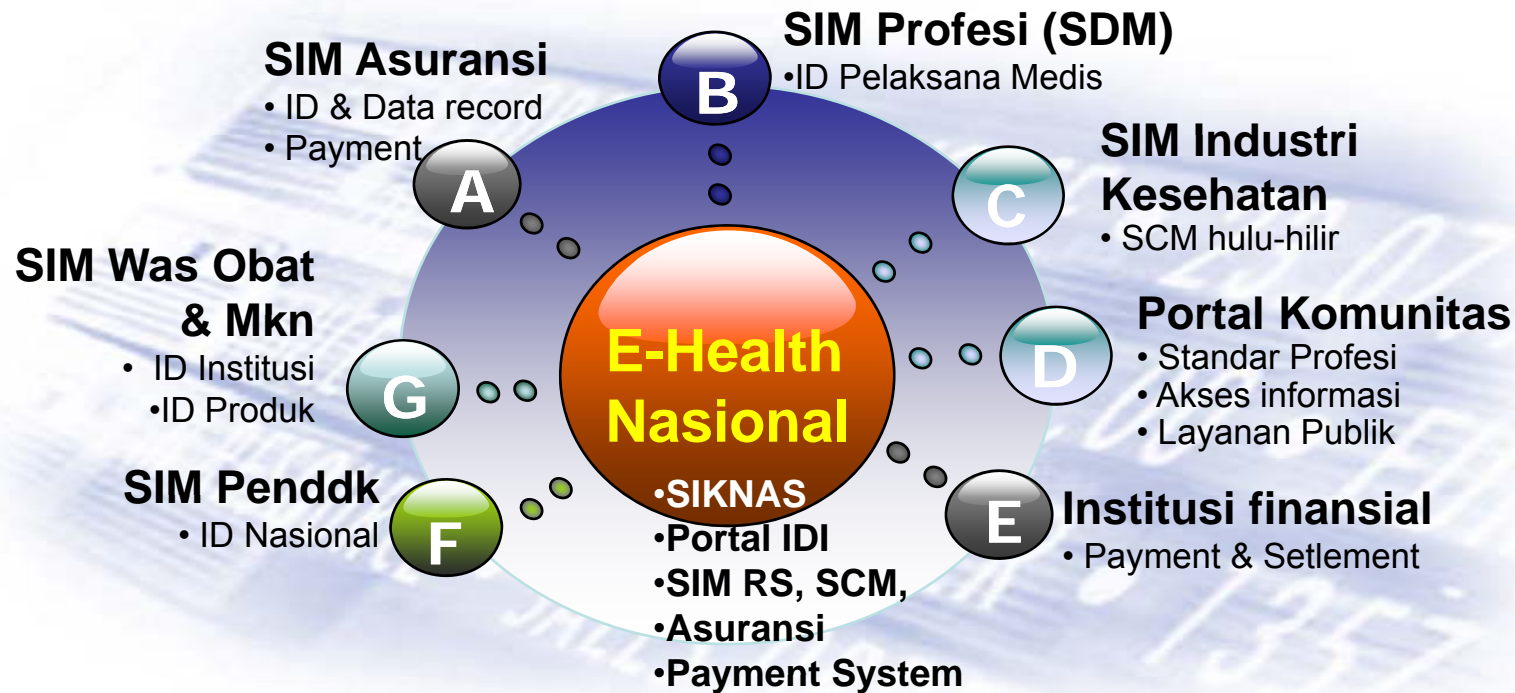 SIM Asuransi
• ID & Data record
• Payment
A
SIM Profesi (SDM)
•ID Pelaksana Medis
B
SIM Industri
Kesehatan
• SCM hulu-hilir
C
Portal Komunitas
• Standar Profesi
• Akses informasi
• Layanan Publik
D
Institusi finansial
• Payment & Setlement
E
SIM Penddk
• ID Nasional
F
SIM Was Obat
& Mkn
• ID Institusi
•ID Produk
G
E-Health
Nasional
•SIKNAS
•Portal IDI
•SIM RS, SCM,
•Asuransi
•Payment System